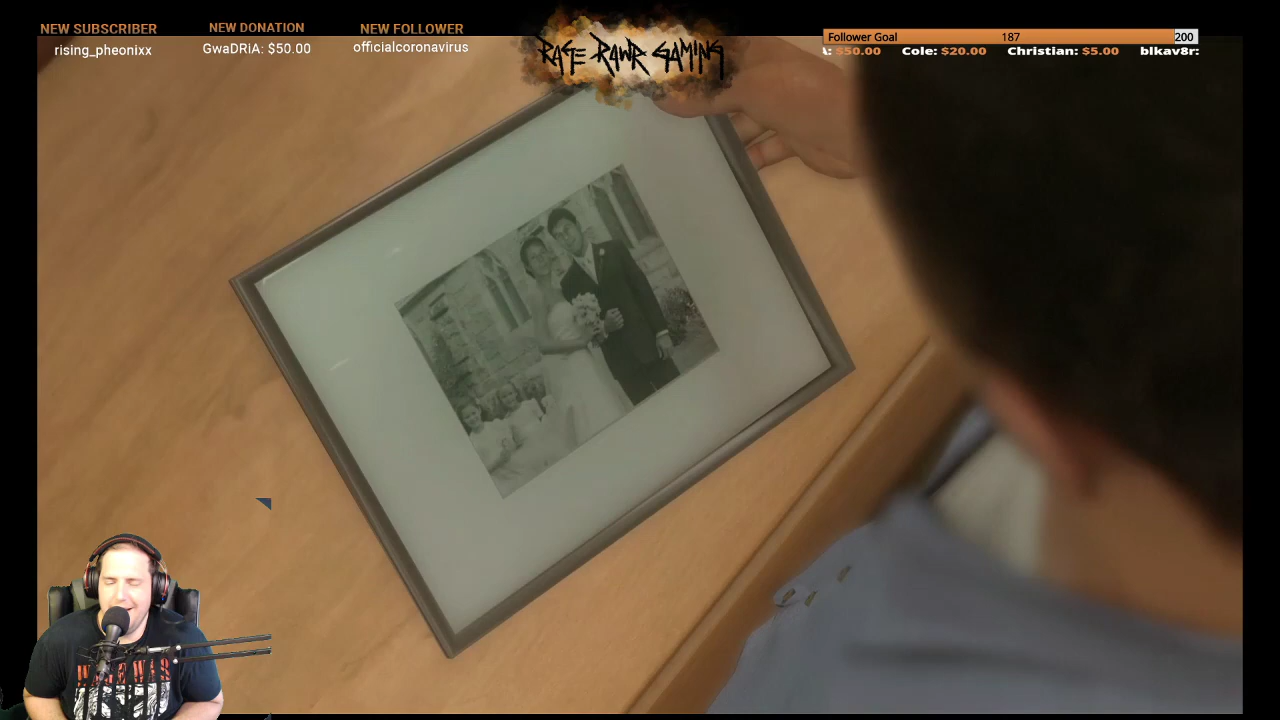 NEW SUBSCRIBER
rising_pheonixx
NEW DONATION
GwaDRiA: $50.00
NEW FOLLOWER
officialcoronavirus
RAGE RAWR GAMING
Follower Goal 187 200
: $50.00 Cole: $20.00 Christian: $5.00 blkav8r: